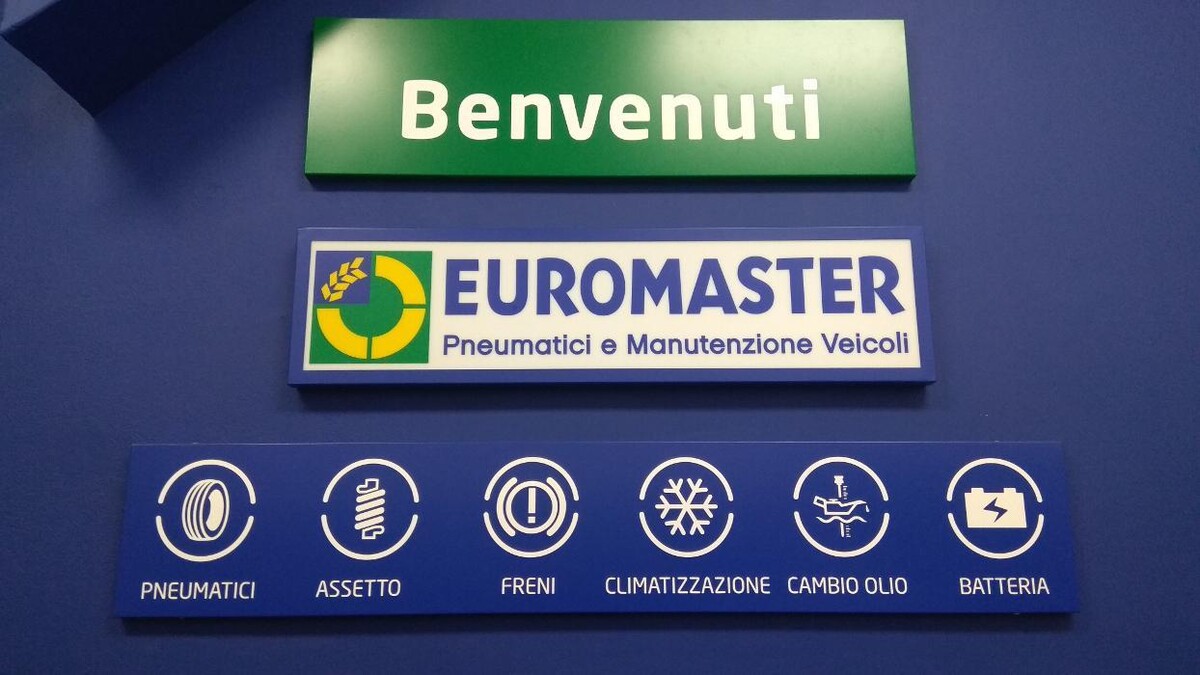 Benvenuti
EUROMASTER
Pneumatici e Manutenzione Veicoli
PNEUMATICI ASSETTO FRENI CLIMATIZZAZIONE CAMBIO OLIO BATTERIA